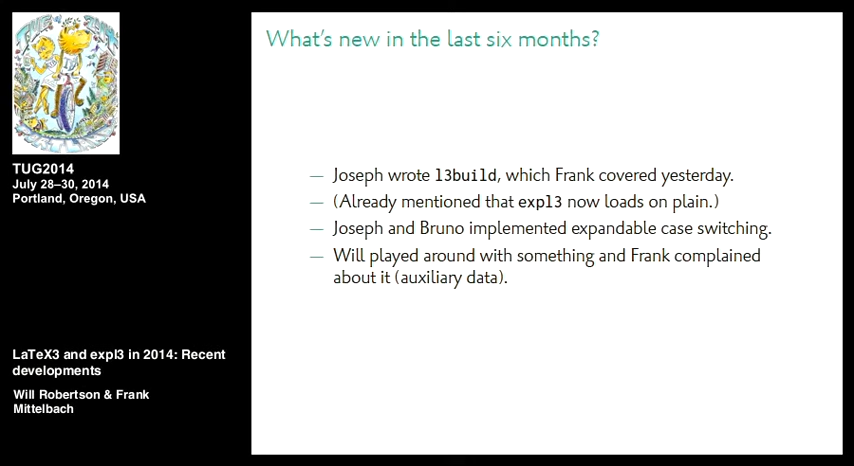 TUG2014
July 28–30, 2014
Portland, Oregon, USA
LaTeX3 and expl3 in 2014: Recent
developments
Will Robertson & Frank
Mittelbach
What's new in the last six months?
— Joseph wrote l3build, which Frank covered yesterday.
— (Already mentioned that expl3 now loads on plain.)
— Joseph and Bruno implemented expandable case switching.
— Will played around with something and Frank complained
about it (auxiliary data).